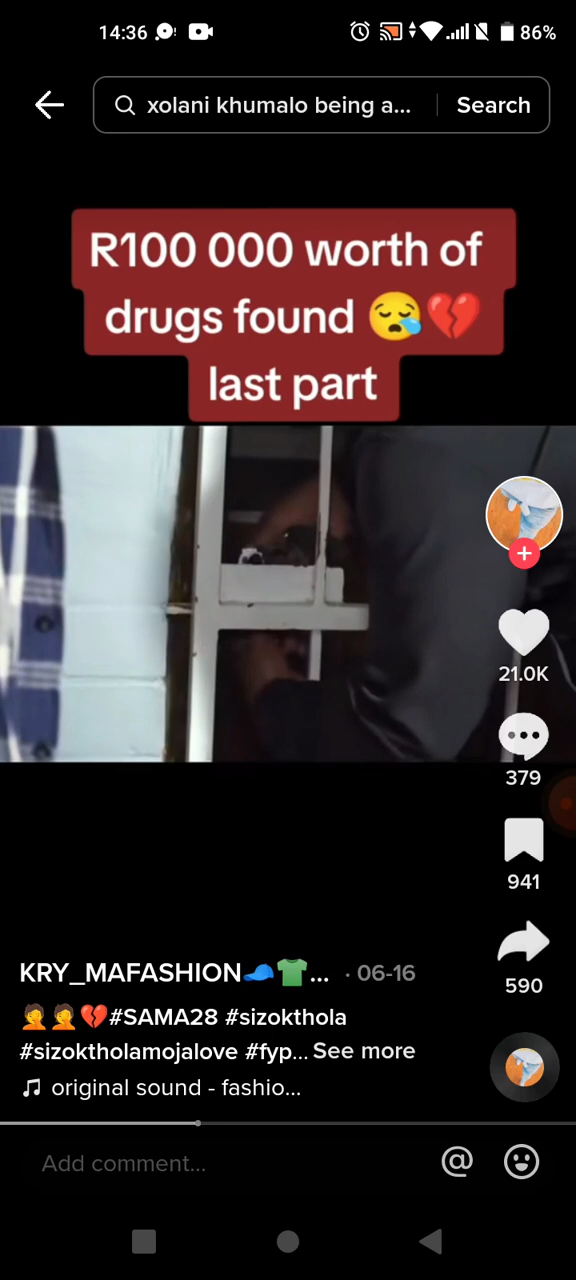 14:36
86%
xolani khumalo being a...
Search
R100 000 worth of
drugs found 😪💔
last part
21.0K
379
941
590
KRY_MAFASHION🧢👕... · 06-16
🤦🤦💔#SAMA28 #sizokthola
#sizoktholamojalove #fyp... See more
original sound - fashio...
Add comment...